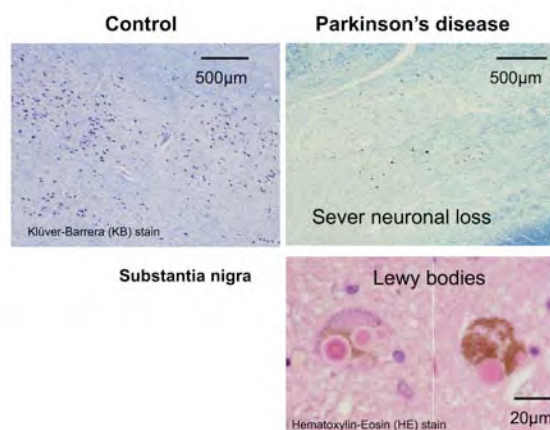 Control
Parkinson's disease
500µm
500µm
Klüver-Barrera (KB) stain
Sever neuronal loss
Substantia nigra
Lewy bodies
20µm
Hematoxylin-Eosin (HE) stain